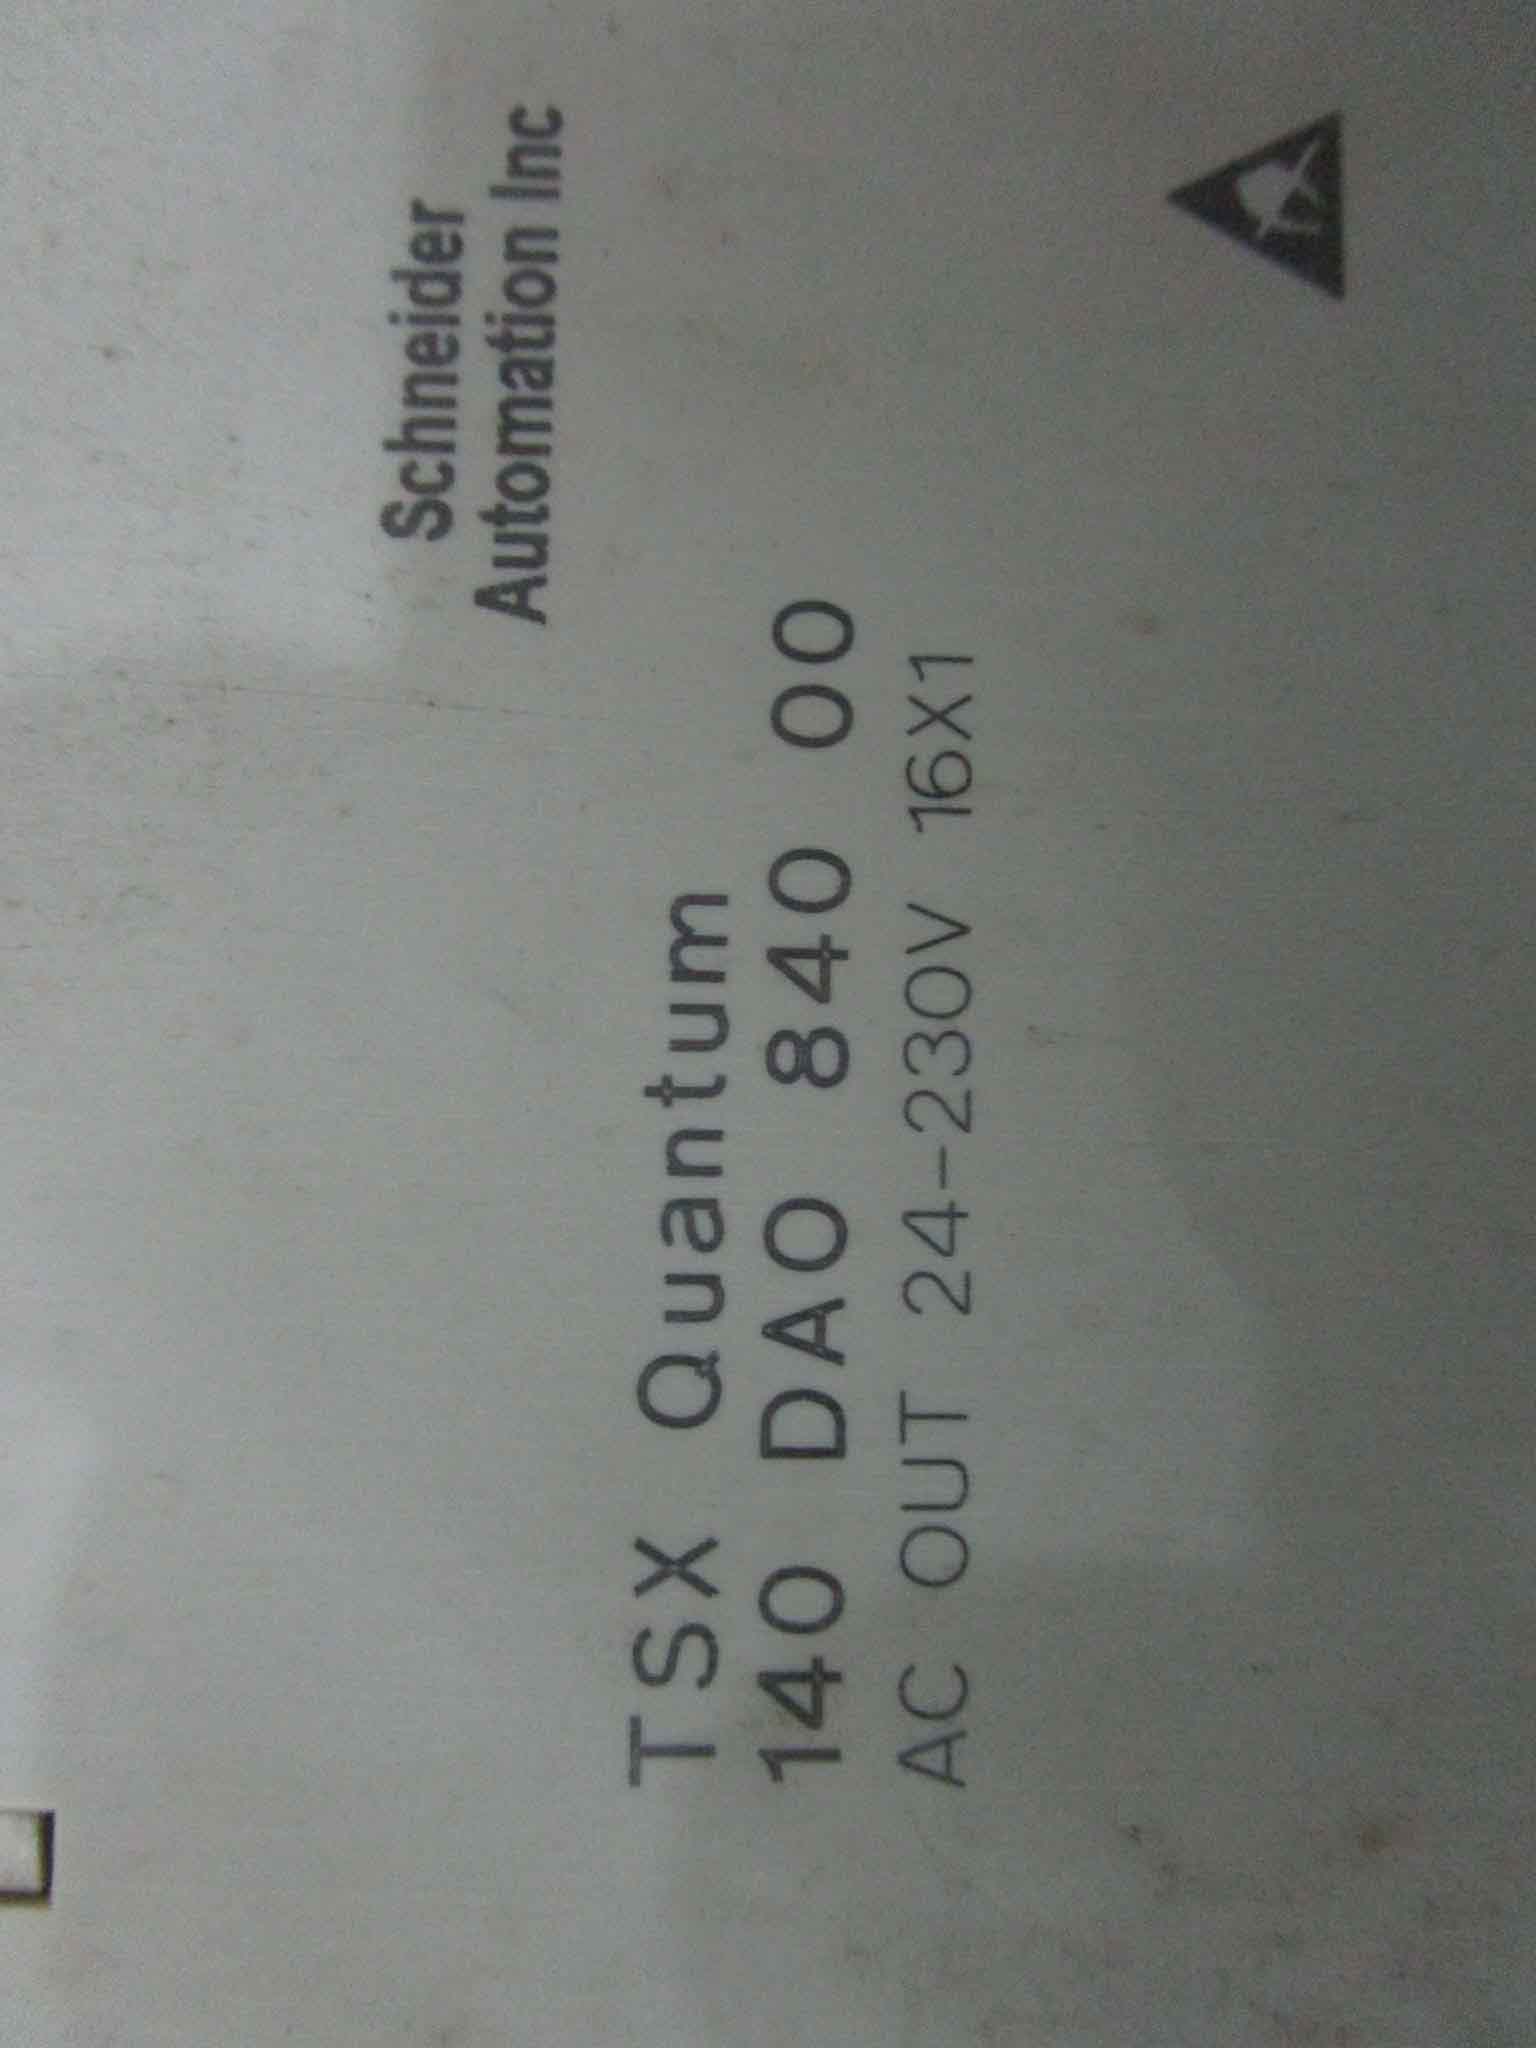 Schneider
Automation Inc
TSX Quantum
140 DAO 840 00
AC OUT 24-230V 16X1